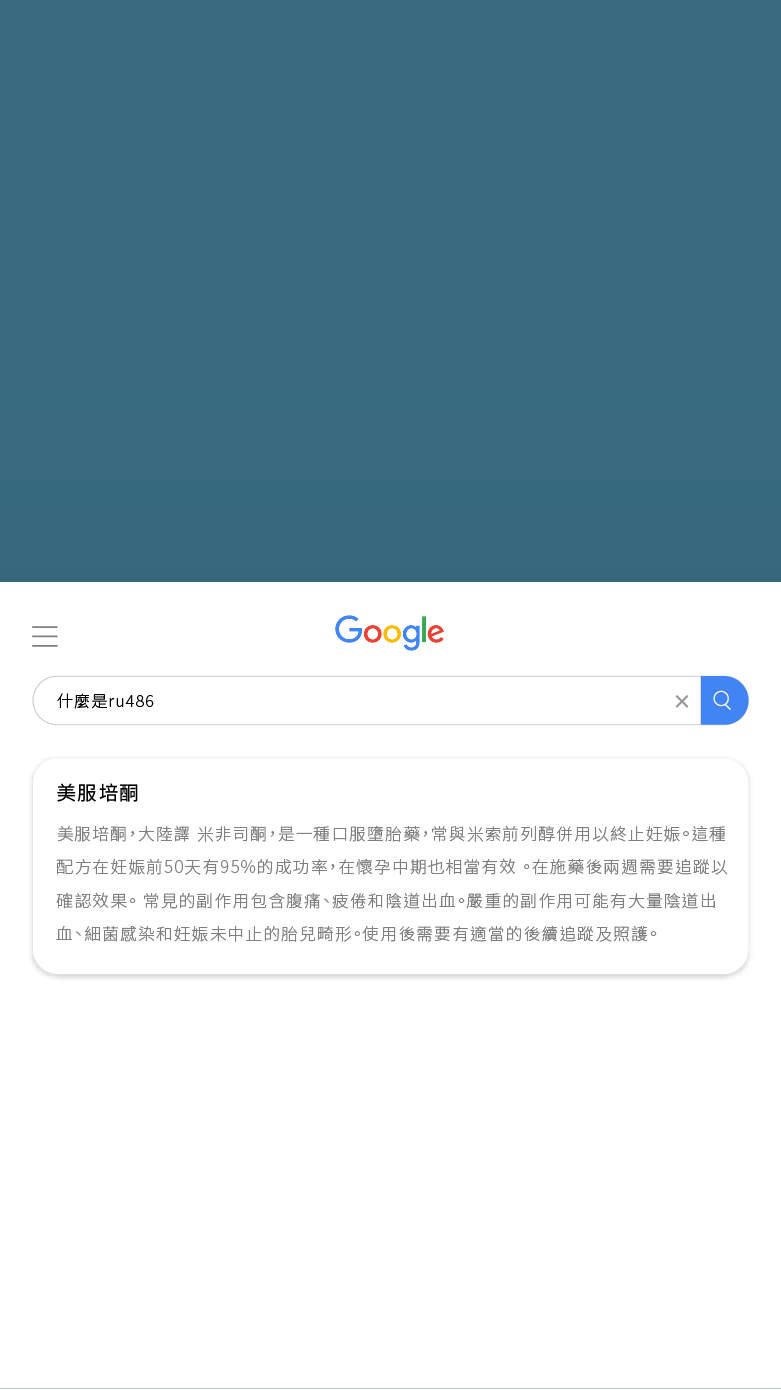 Google
什麼是ru486
美服培酮
美服培酮，大陸譯 米非司酮，是一種口服墮胎藥，常與米索前列醇併用以終止妊娠。這種
配方在妊娠前50天有95%的成功率，在懷孕中期也相當有效 。在施藥後兩週需要追蹤以
確認效果。 常見的副作用包含腹痛、疲倦和陰道出血。嚴重的副作用可能有大量陰道出
血、細菌感染和妊娠未中止的胎兒畸形。使用後需要有適當的後續追蹤及照護。